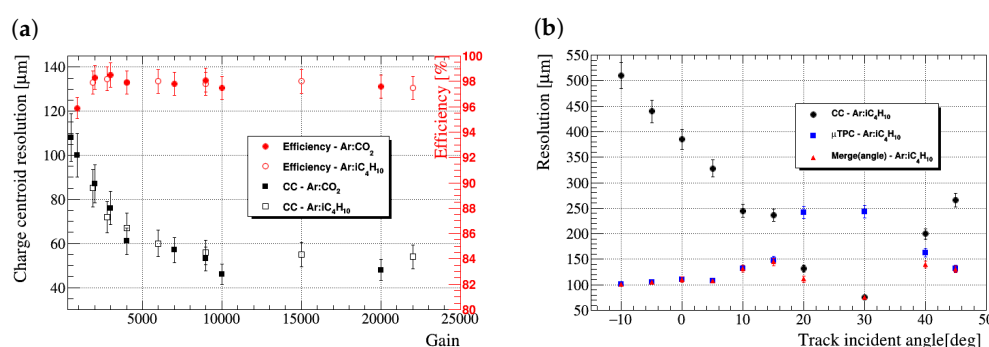 (a)
Charge centroid resolution [μm]
140
120
100
80
60
40
5000
10000
15000
20000
25000
Gain
Efficiency [%]
100
98
96
94
92
90
88
86
84
82
80
Efficiency - Ar:CO2
Efficiency - Ar:iC4H10
CC - Ar:CO2
CC - Ar:iC4H10
(b)
Resolution [μm]
550
500
450
400
350
300
250
200
150
100
50
−10
0
10
20
30
40
50
Track incident angle[deg]
CC - Ar:iC4H10
μTPC - Ar:iC4H10
Merge(angle) - Ar:iC4H10